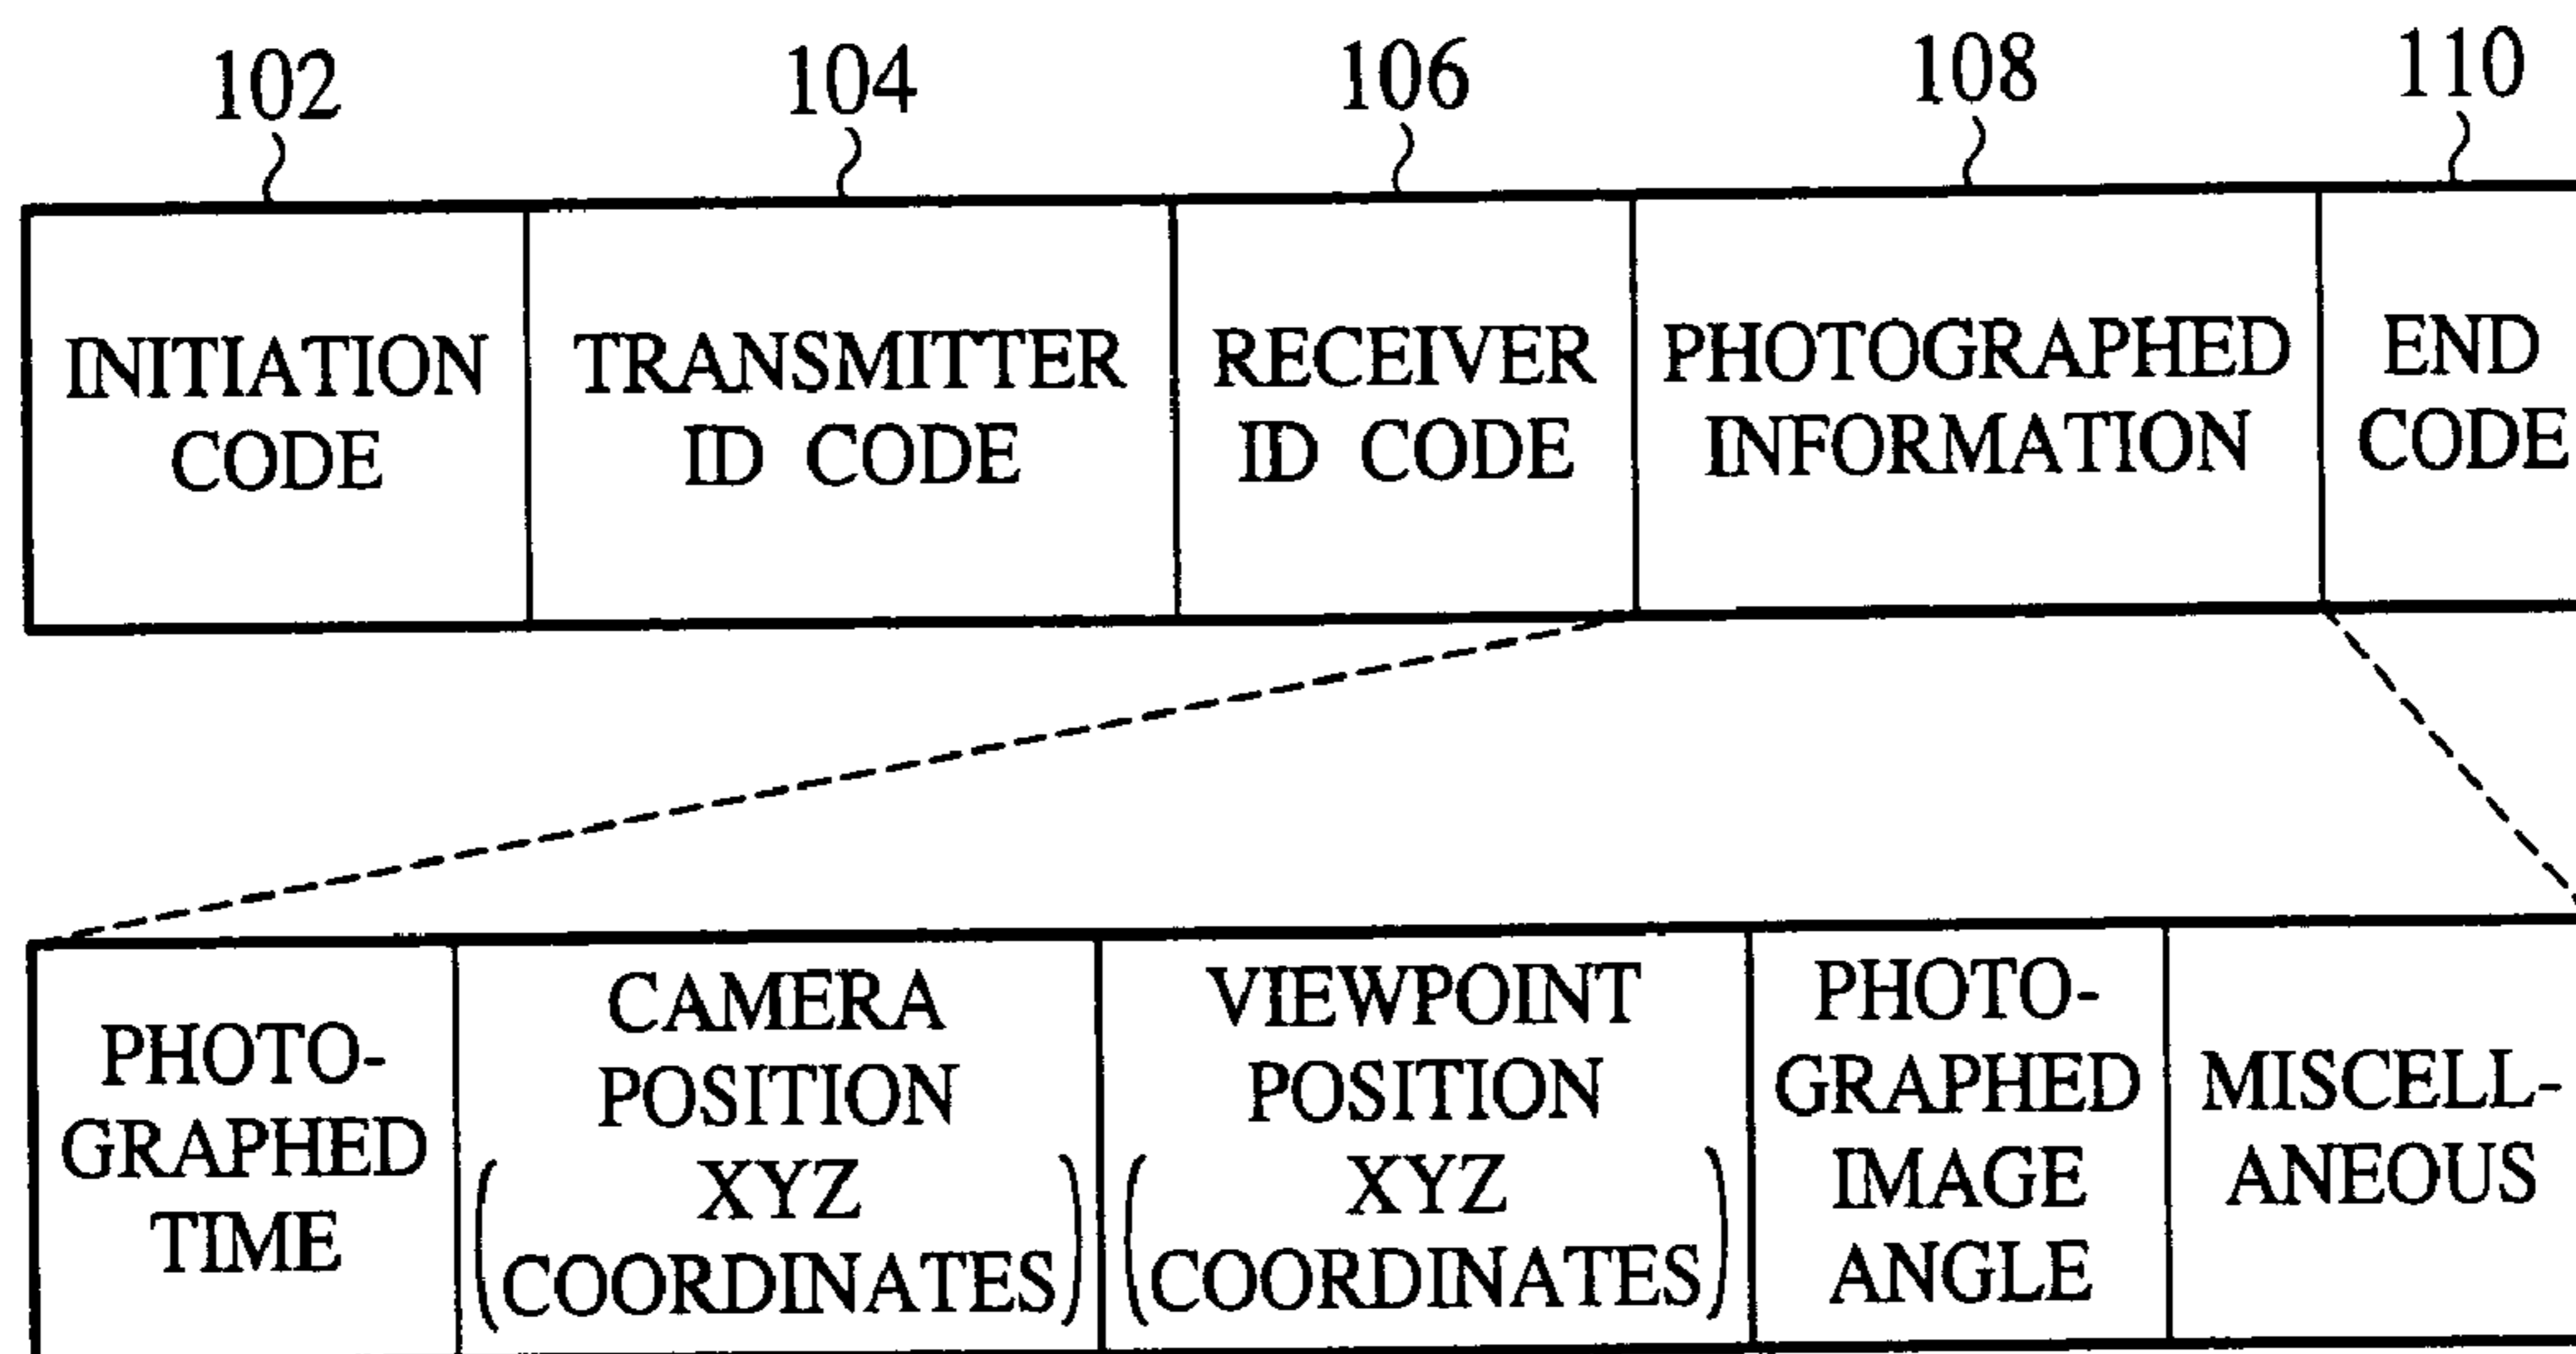 102 104 106 108 110
INITIATION CODE
TRANSMITTER ID CODE
RECEIVER ID CODE
PHOTOGRAPHED INFORMATION
END CODE
PHOTO-
GRAPHED
TIME
CAMERA
POSITION
(XYZ
COORDINATES)
VIEWPOINT
POSITION
(XYZ
COORDINATES)
PHOTO-
GRAPHED
IMAGE
ANGLE
MISCELL-
ANEOUS